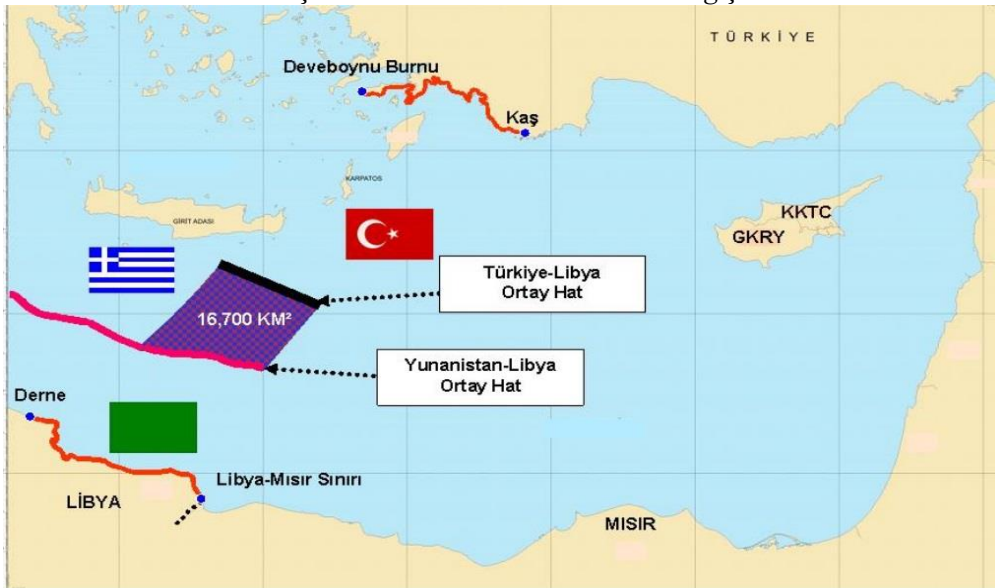 TÜRKİYE
Deveboynu Burnu
Kaş
KARPATOS
GİRİT ADASI
KKTC
GKRY
Türkiye-Libya
Ortay Hat
16,700 KM²
Yunanistan-Libya
Ortay Hat
Derne
Libya-Mısır Sınırı
LİBYA
MISIR